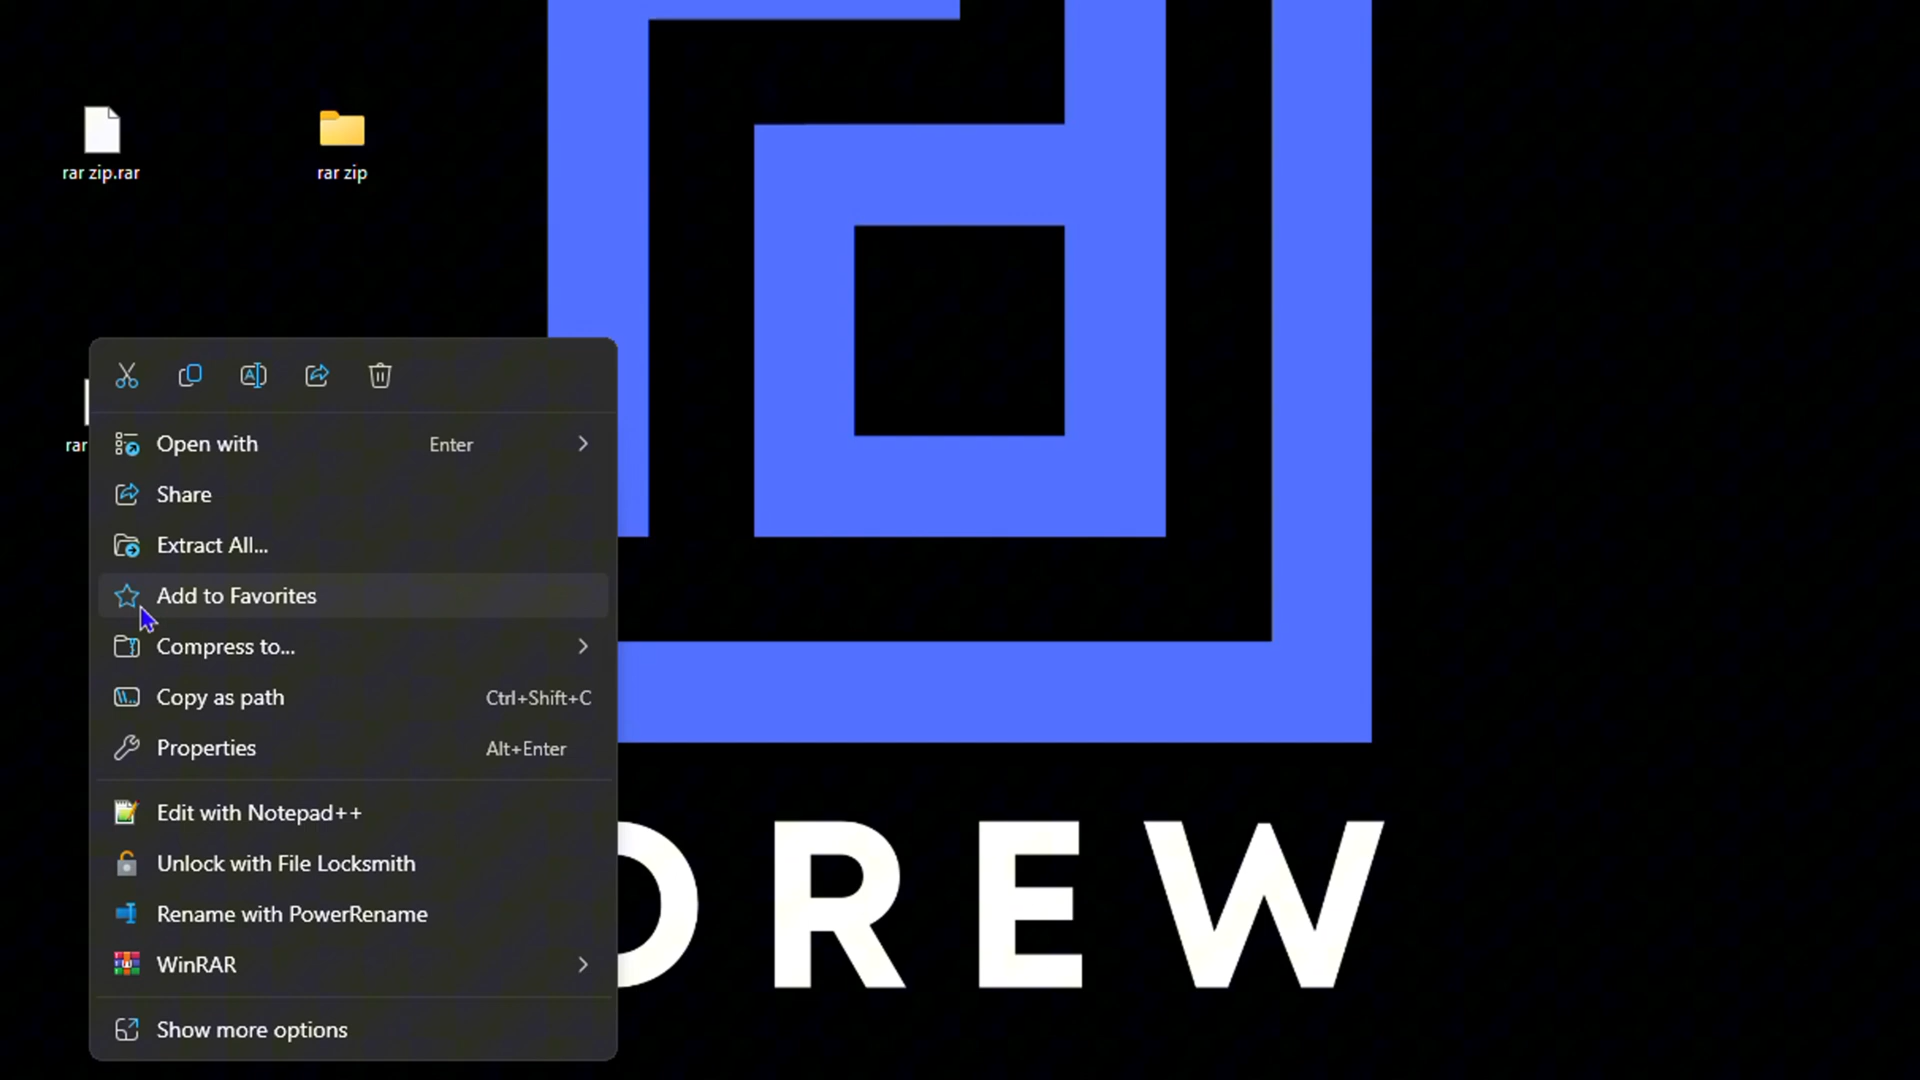 rar zip.rar
rar zip
rar
Open with Enter
Share
Extract All...
Add to Favorites
Compress to...
Copy as path Ctrl+Shift+C
Properties Alt+Enter
Edit with Notepad++
Unlock with File Locksmith
Rename with PowerRename
WinRAR
Show more options
DREW